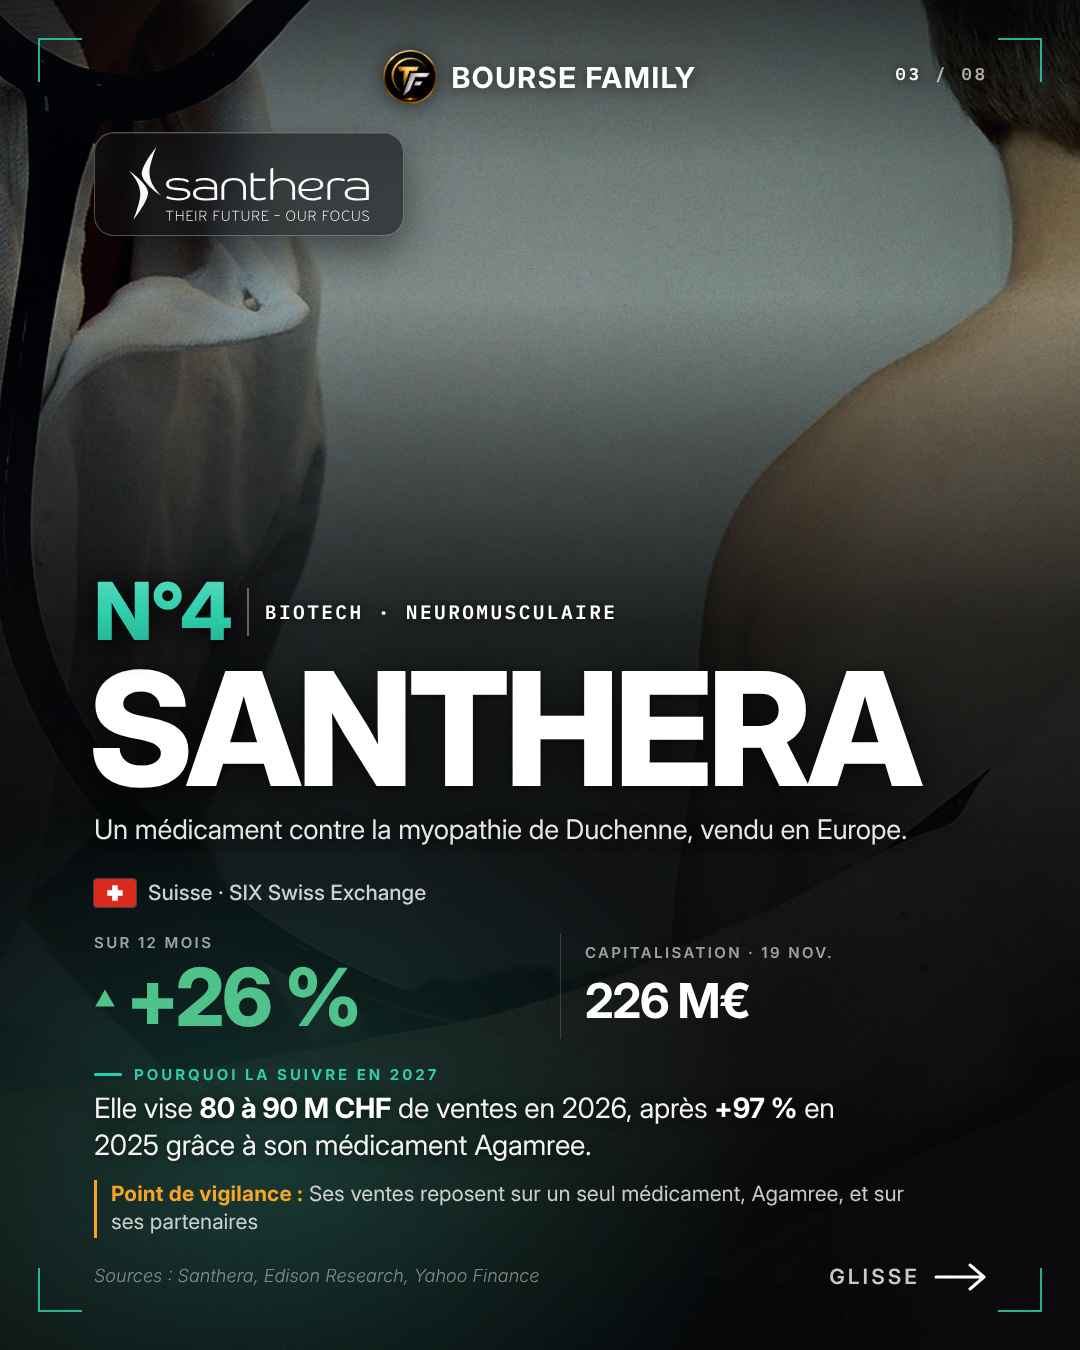 BOURSE FAMILY
03 / 08
santhera
THEIR FUTURE - OUR FOCUS
N°4
BIOTECH · NEUROMUSCULAIRE
SANTHERA
Un médicament contre la myopathie de Duchenne, vendu en Europe.
Suisse · SIX Swiss Exchange
SUR 12 MOIS
▲ +26 %
CAPITALISATION · 19 NOV.
226 M€
POURQUOI LA SUIVRE EN 2027
Elle vise 80 à 90 M CHF de ventes en 2026, après +97 % en
2025 grâce à son médicament Agamree.
Point de vigilance : Ses ventes reposent sur un seul médicament, Agamree, et sur
ses partenaires
Sources : Santhera, Edison Research, Yahoo Finance
GLISSE →